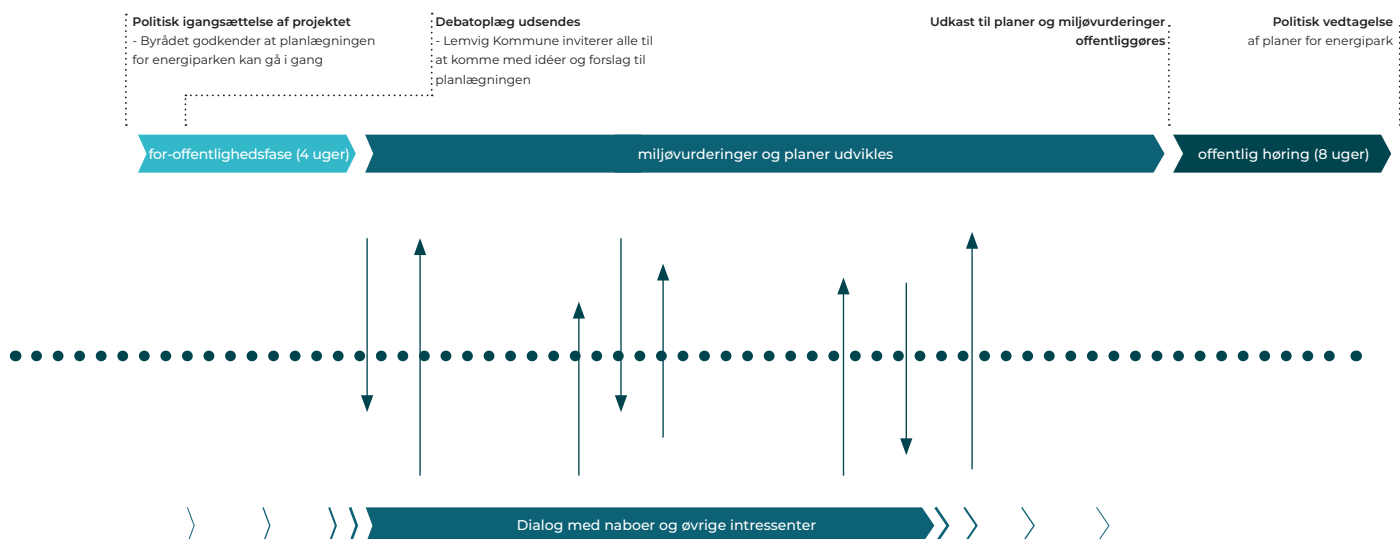 Politisk igangsættelse af projektet
- Byrådet godkender at planlægningen
for energiparken kan gå i gang
Debatoplæg udsendes
- Lemvig Kommune inviterer alle til
at komme med idéer og forslag til
planlægningen
Udkast til planer og miljøvurderinger
offentliggøres
Politisk vedtagelse
af planer for energipark
for-offentlighedsfase (4 uger)
miljøvurderinger og planer udvikles
offentlig høring (8 uger)
Dialog med naboer og øvrige intressenter